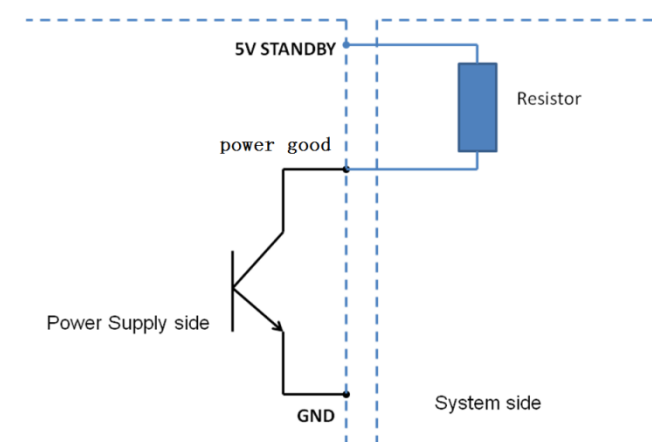 5V STANDBY
Resistor
power good
Power Supply side
System side
GND